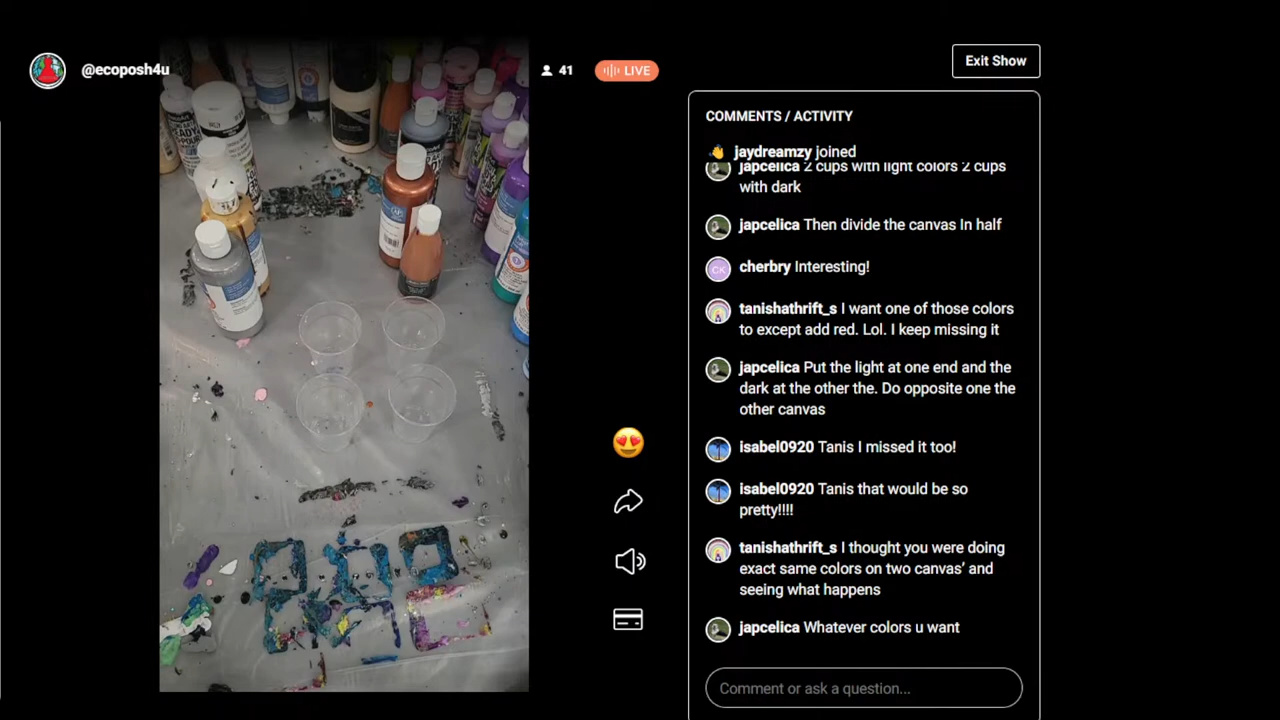 @ecoposh4u
41
LIVE
Exit Show
COMMENTS / ACTIVITY
jaydreamzy joined
japcelica 2 cups with light colors 2 cups
with dark
japcelica Then divide the canvas In half
CK
cherbry Interesting!
tanishathrift_s I want one of those colors
to except add red. Lol. I keep missing it
japcelica Put the light at one end and the
dark at the other the. Do opposite one the
other canvas
isabel0920 Tanis I missed it too!
isabel0920 Tanis that would be so
pretty!!!!
tanishathrift_s I thought you were doing
exact same colors on two canvas’ and
seeing what happens
japcelica Whatever colors u want
Comment or ask a question...